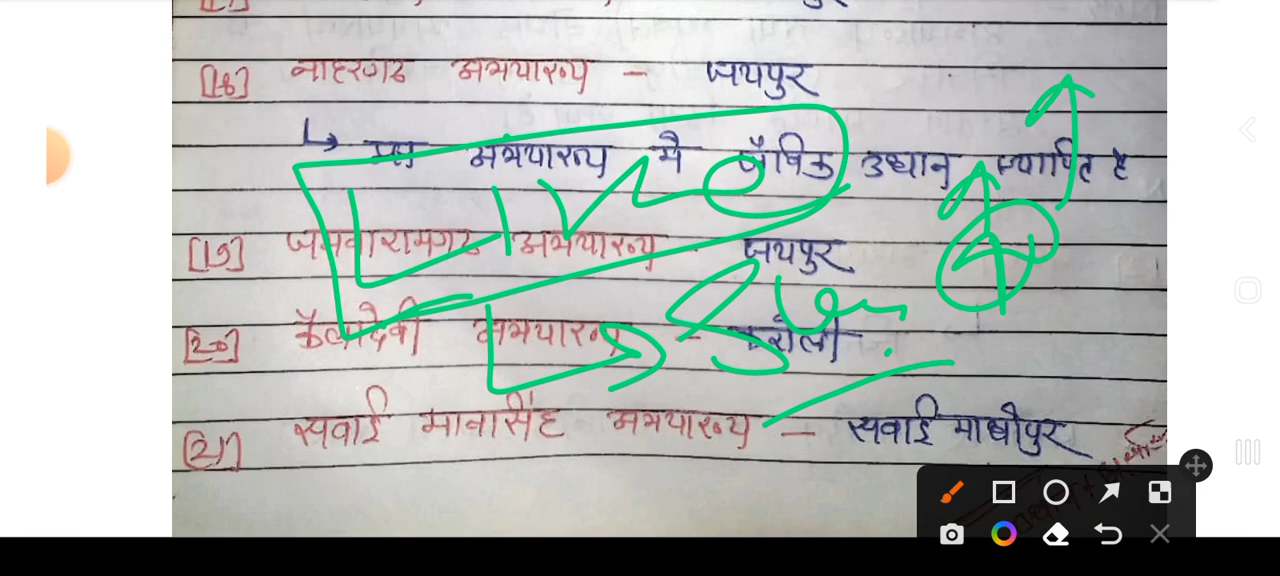 [18] नाहरगढ अभयारण्य – जयपुर
↳ इस अभयारण्य मै जैविक उधान स्थापित है
[19] जमवारामगढ अभयारण्य - जयपुर
[20] कैलादेवी अभयारण्य - करोली
[21] सवाई मानसिंह अभयारण्य – सवाई माधोपुर